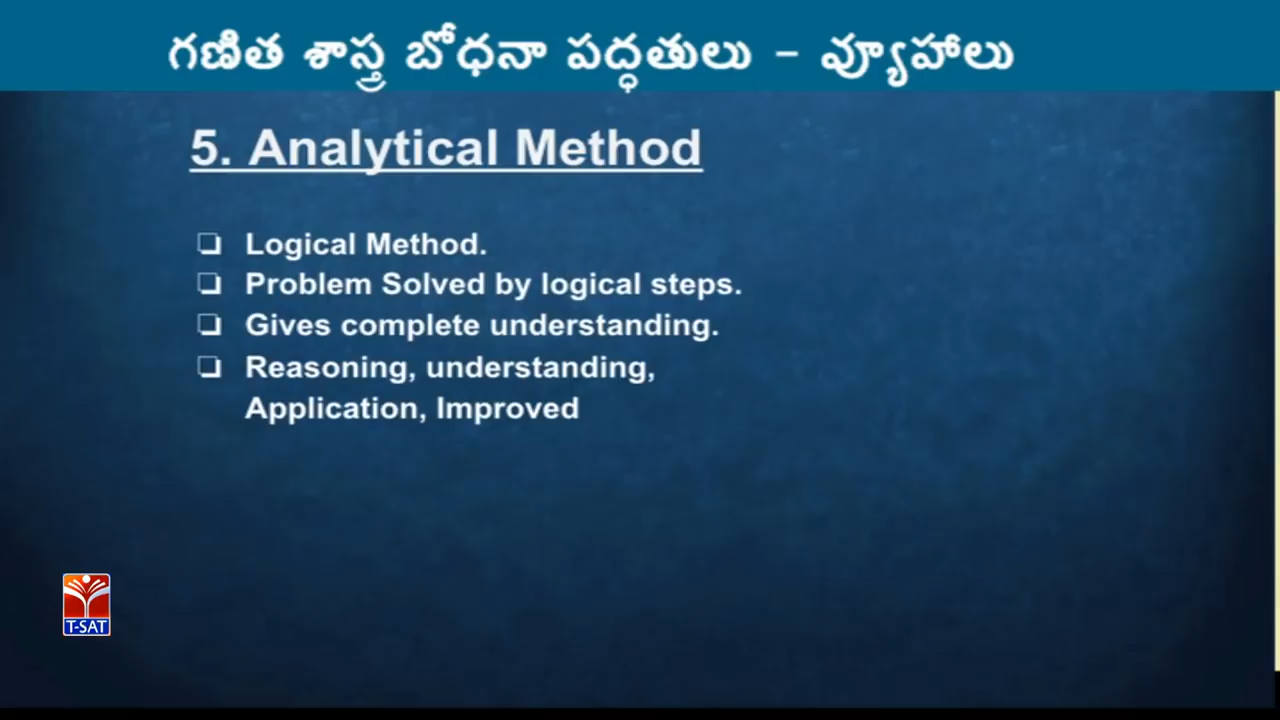 గణిత శాస్త్ర బోధనా పద్ధతులు - వ్యూహాలు
5. Analytical Method
❏ Logical Method.
❏ Problem Solved by logical steps.
❏ Gives complete understanding.
❏ Reasoning, understanding,
Application, Improved
T-SAT